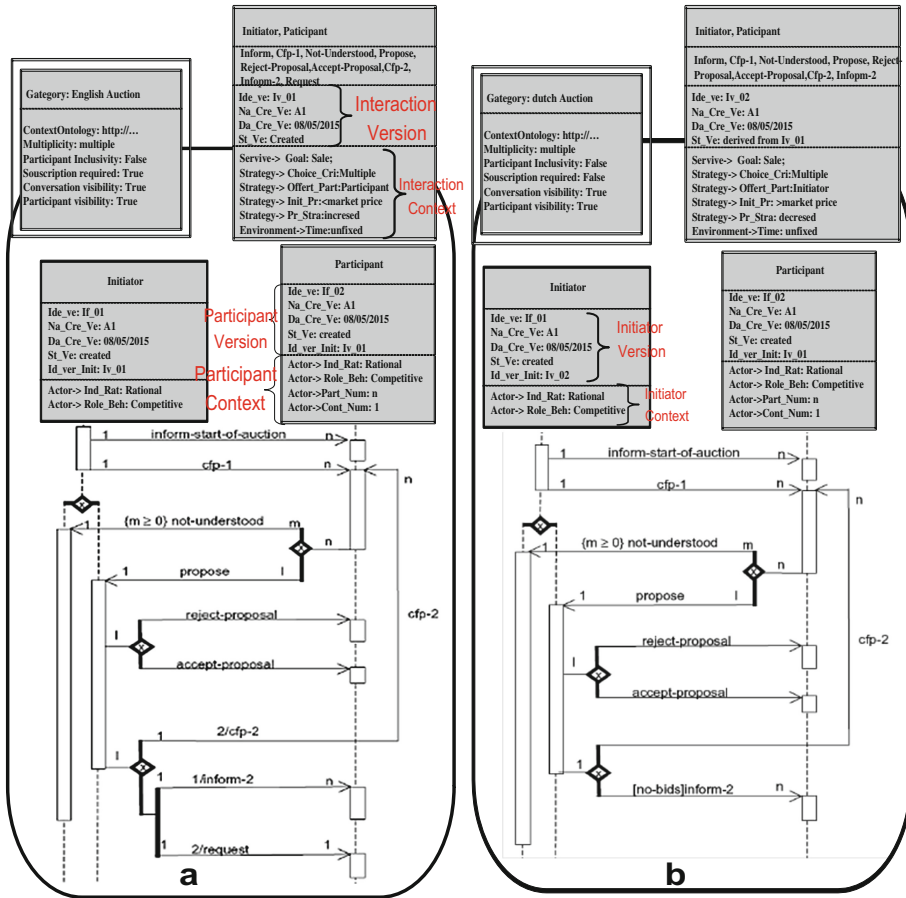 Initiator, Paticipant
Inform, Cfp-1, Not-Understood, Propose,
Reject-Proposal,Accept-Proposal,Cfp-2,
Infopm-2, Request
Ide_ve: Iv_01
Na_Cre_Ve: A1
Da_Cre_Ve: 08/05/2015
St_Ve: Created
Interaction
Version
Servive-> Goal: Sale;
Strategy-> Choice_Cri:Multiple
Strategy-> Offert_Part:Participant
Strategy-> Init_Pr:<market price
Strategy-> Pr_Stra:incresed
Environment->Time:unfixed
Interaction
Context
Gategory: English Auction
ContextOntology: http://…
Multiplicity: multiple
Participant Inclusivity: False
Souscription required: True
Conversation visibility: True
Participant visibility: True
Initiator
Ide_ve: If_01
Na_Cre_Ve: A1
Da_Cre_Ve: 08/05/2015
St_Ve: created
Id_ver_Init: Iv_01
Actor-> Ind_Rat: Rational
Actor-> Role_Beh: Competitive
Participant
Ide_ve: If_02
Na_Cre_Ve: A1
Da_Cre_Ve: 08/05/2015
St_Ve: created
Id_ver_Init: Iv_01
Actor-> Ind_Rat: Rational
Actor-> Role_Beh: Competitive
Actor->Part_Num: n
Actor->Cont_Num: 1
Participant
Version
Participant
Context
1 inform-start-of-auction n
1 cfp-1 n
n
x
1 {m ≥ 0} not-understood m
x n
1 propose l
reject-proposal
l x
accept-proposal
cfp-2
1 2/cfp-2
l x
1 1/inform-2 n
1 2/request 1
a
Initiator, Paticipant
Inform, Cfp-1, Not-Understood, Propose, Reject-
Proposal,Accept-Proposal,Cfp-2, Infopm-2
Ide_ve: Iv_02
Na_Cre_Ve: A1
Da_Cre_Ve: 08/05/2015
St_Ve: derived from Iv_01
Servive-> Goal: Sale;
Strategy-> Choice_Cri:Multiple
Strategy-> Offert_Part:Initiator
Strategy-> Init_Pr: >market price
Strategy-> Pr_Stra: decresed
Environment->Time: unfixed
Gategory: dutch Auction
ContextOntology: http://…
Multiplicity: multiple
Participant Inclusivity: False
Souscription required: False
Conversation visibility: True
Participant visibility: True
Initiator
Ide_ve: If_01
Na_Cre_Ve: A1
Da_Cre_Ve: 08/05/2015
St_Ve: created
Id_ver_Init: Iv_02
Actor-> Ind_Rat: Rational
Actor-> Role_Beh: Competitive
Initiator
Version
Initiator
Context
Participant
Ide_ve: If_02
Na_Cre_Ve: A1
Da_Cre_Ve: 08/05/2015
St_Ve: created
Id_ver_Init: Iv_01
Actor-> Ind_Rat: Rational
Actor-> Role_Beh: Competitive
Actor->Part_Num: n
Actor->Cont_Num: 1
1 inform-start-of-auction n
1 cfp-1 n
n
x
1 {m ≥ 0} not-understood m
x n
1 propose l
cfp-2
reject-proposal
l x
accept-proposal
1
1 x
[no-bids]inform-2 n
b